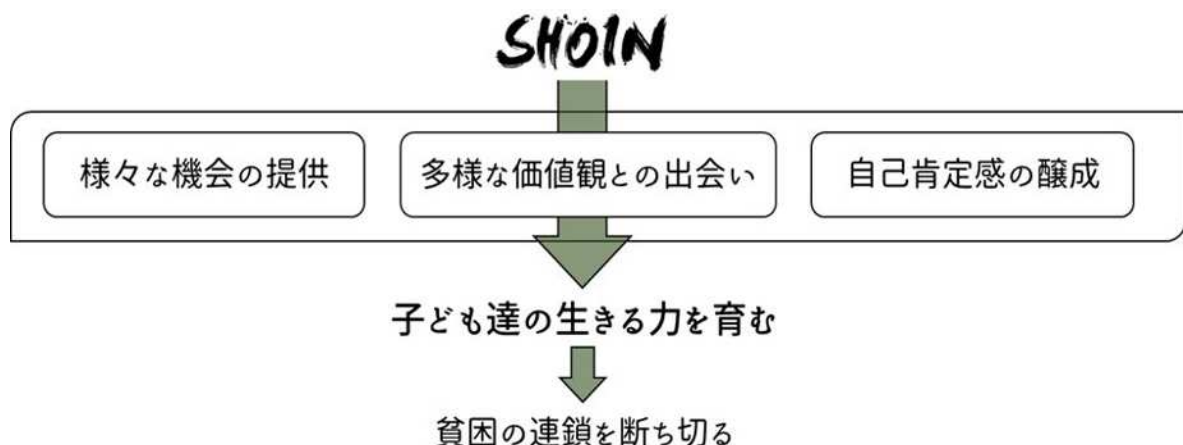 SHOIN
様々な機会の提供
多様な価値観との出会い
自己肯定感の醸成
子ども達の生きる力を育む
貧困の連鎖を断ち切る